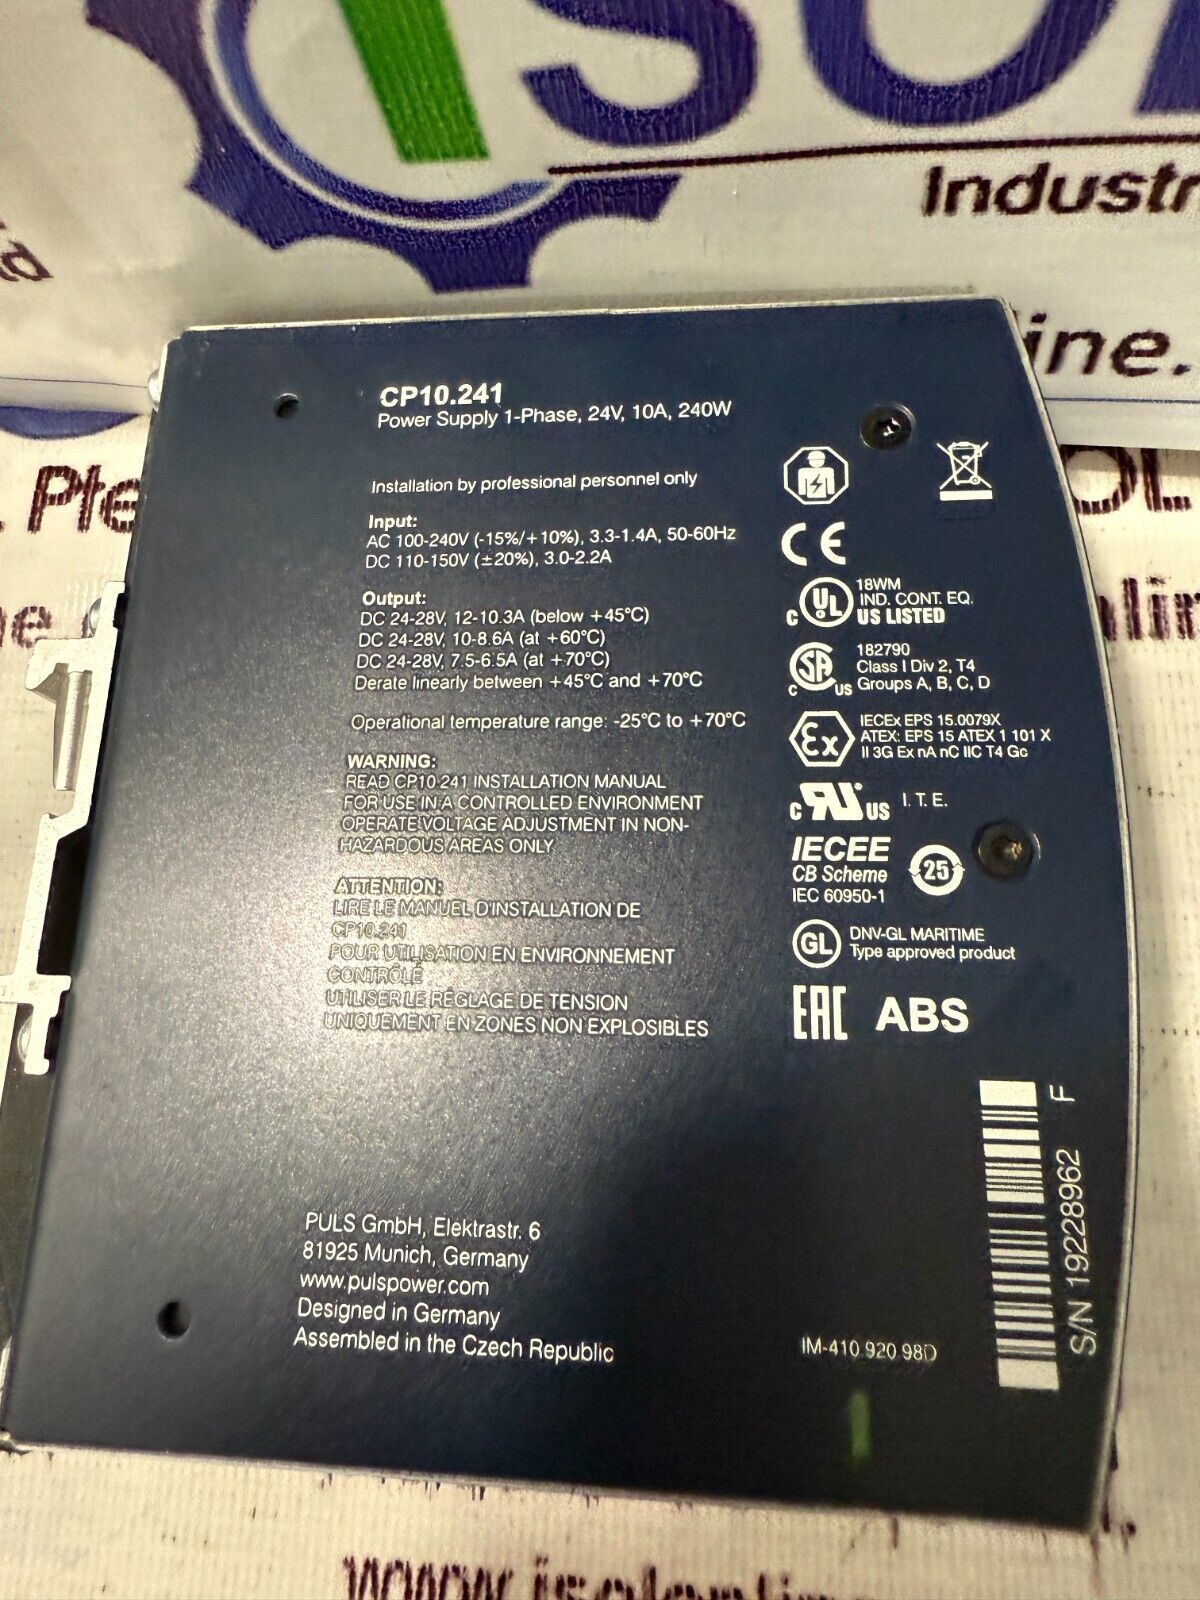 Industr
ine.
Pte
CP10.241
Power Supply 1-Phase, 24V, 10A, 240W
Installation by professional personnel only
Input:
AC 100-240V (-15%/+10%), 3.3-1.4A, 50-60Hz
DC 110-150V (±20%), 3.0-2.2A
Output:
DC 24-28V, 12-10.3A (below +45°C)
DC 24-28V, 10-8.6A (at +60°C)
DC 24-28V, 7.5-6.5A (at +70°C)
Derate linearly between +45°C and +70°C
Operational temperature range: -25°C to +70°C
WARNING:
READ CP10.241 INSTALLATION MANUAL
FOR USE IN A CONTROLLED ENVIRONMENT
OPERATE VOLTAGE ADJUSTMENT IN NON-
HAZARDOUS AREAS ONLY
ATTENTION:
LIRE LE MANUEL D'INSTALLATION DE
CP10.241
POUR UTILISATION EN ENVIRONNEMENT
CONTRÔLÉ
UTILISER LE RÉGLAGE DE TENSION
UNIQUEMENT EN ZONES NON EXPLOSIBLES
PULS GmbH, Elektrastr. 6
81925 Munich, Germany
www.pulspower.com
Designed in Germany
Assembled in the Czech Republic
CE
c UL 18WM
IND. CONT. EQ.
US LISTED
c SA US 182790
Class I Div 2, T4
Groups A, B, C, D
Ex IECEx EPS 15.0079X
ATEX: EPS 15 ATEX 1 101 X
II 3G Ex nA nC IIC T4 Gc
c RU US I.T.E.
IECEE
CB Scheme
IEC 60950-1
25
GL DNV-GL MARITIME
Type approved product
EAC ABS
IM-410.920.98D
S/N 19228962 F